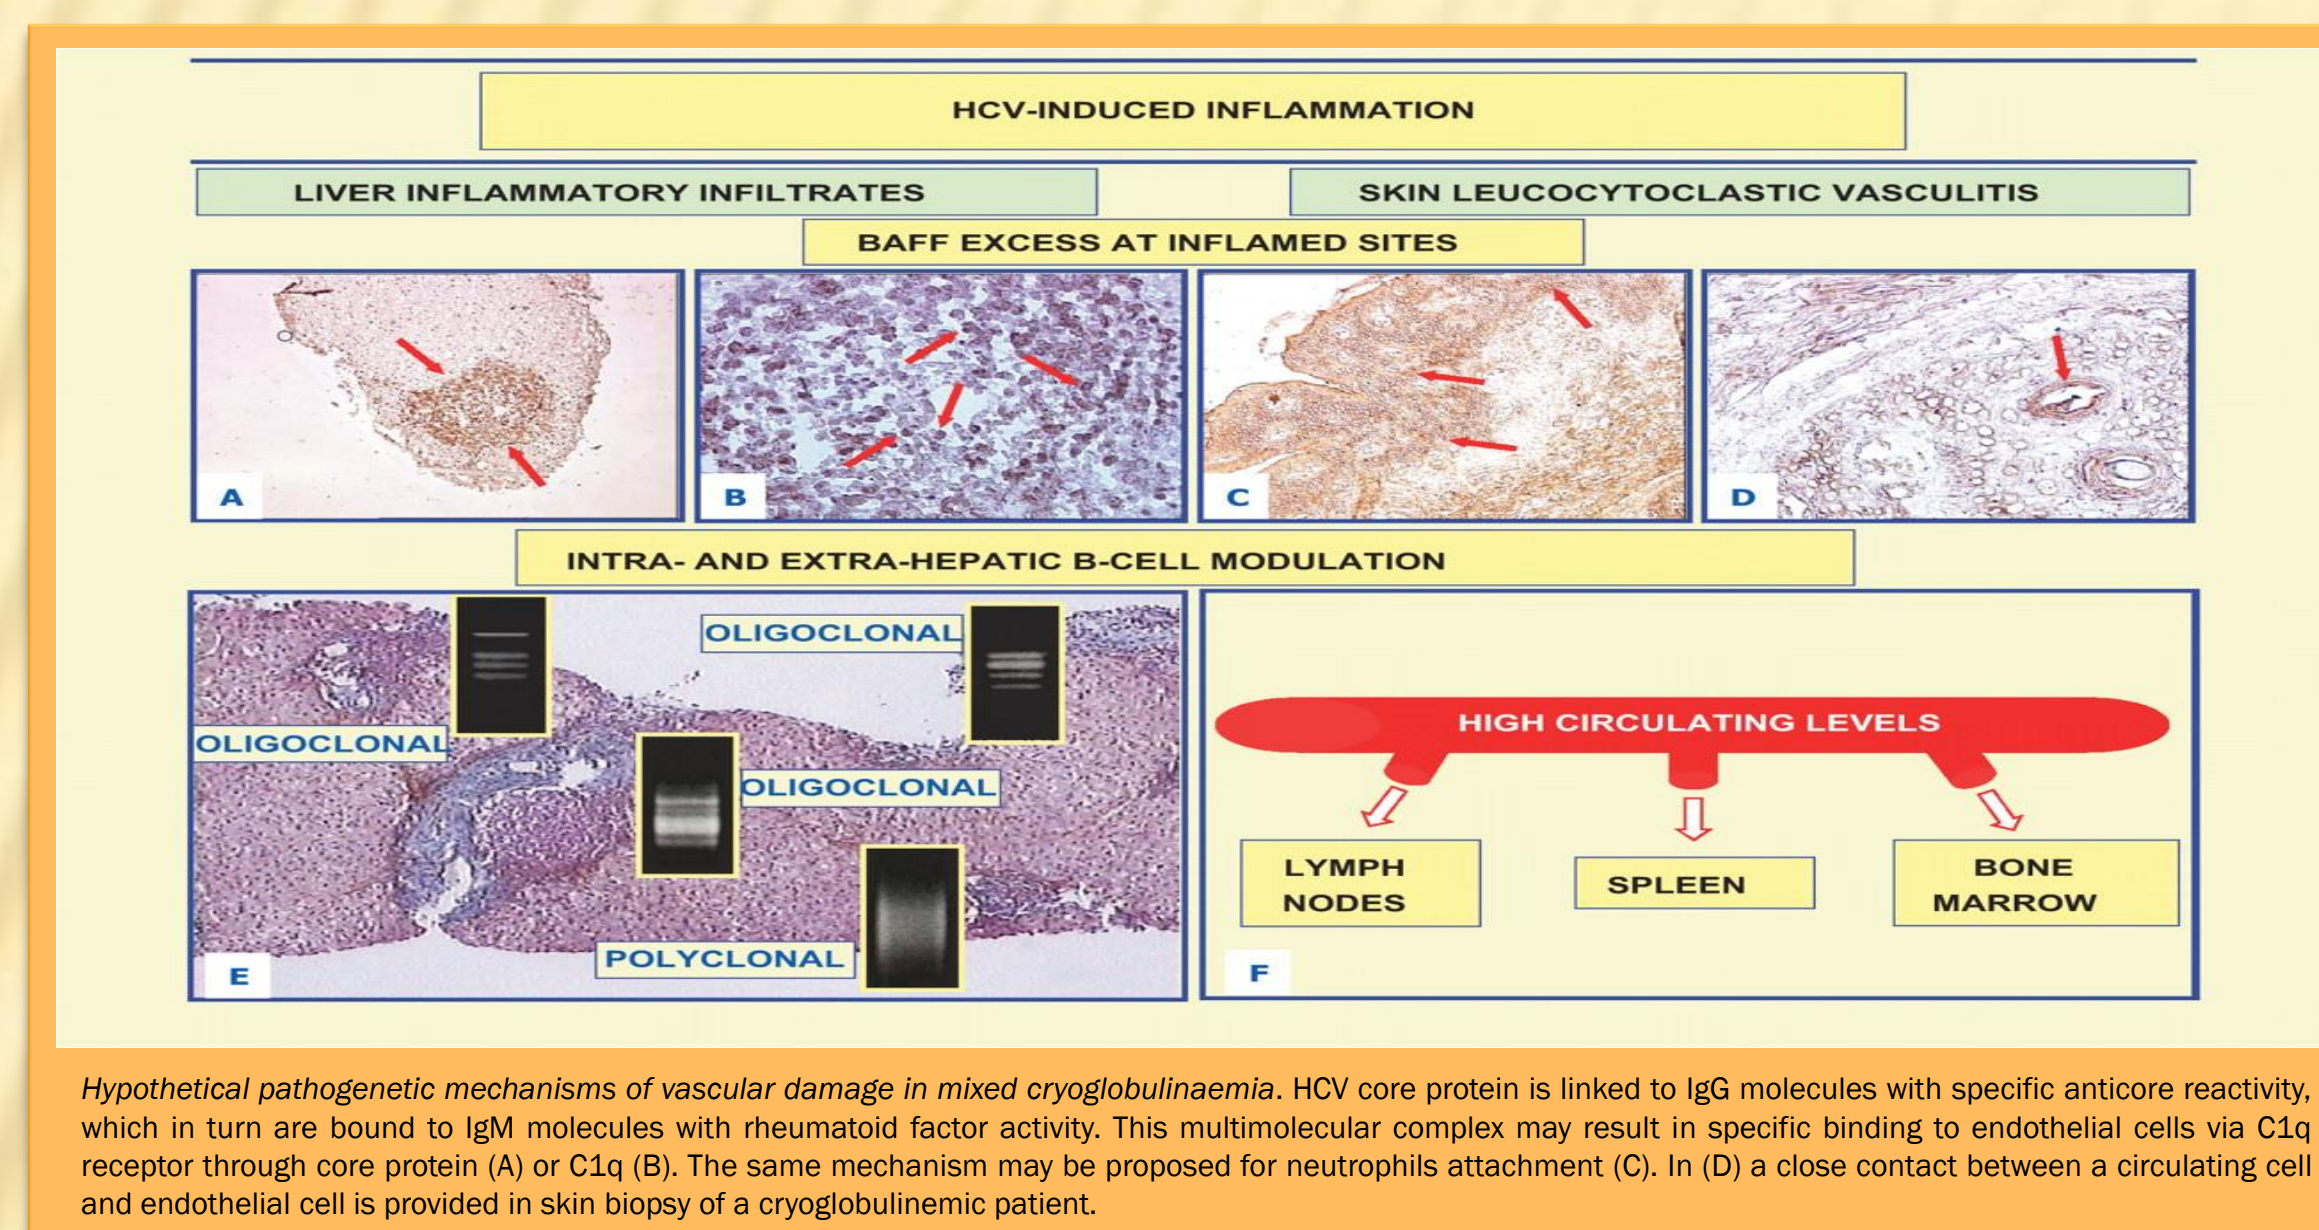 HCV-INDUCED INFLAMMATION
LIVER INFLAMMATORY INFILTRATES
SKIN LEUCOCYTOCLASTIC VASCULITIS
BAFF EXCESS AT INFLAMED SITES
A
B
C
D
INTRA- AND EXTRA-HEPATIC B-CELL MODULATION
OLIGOCLONAL
OLIGOCLONAL
OLIGOCLONAL
POLYCLONAL
E
HIGH CIRCULATING LEVELS
LYMPH
NODES
SPLEEN
BONE
MARROW
F
Hypothetical pathogenetic mechanisms of vascular damage in mixed cryoglobulinaemia. HCV core protein is linked to IgG molecules with specific anticore reactivity,
which in turn are bound to IgM molecules with rheumatoid factor activity. This multimolecular complex may result in specific binding to endothelial cells via C1q
receptor through core protein (A) or C1q (B). The same mechanism may be proposed for neutrophils attachment (C). In (D) a close contact between a circulating cell
and endothelial cell is provided in skin biopsy of a cryoglobulinemic patient.